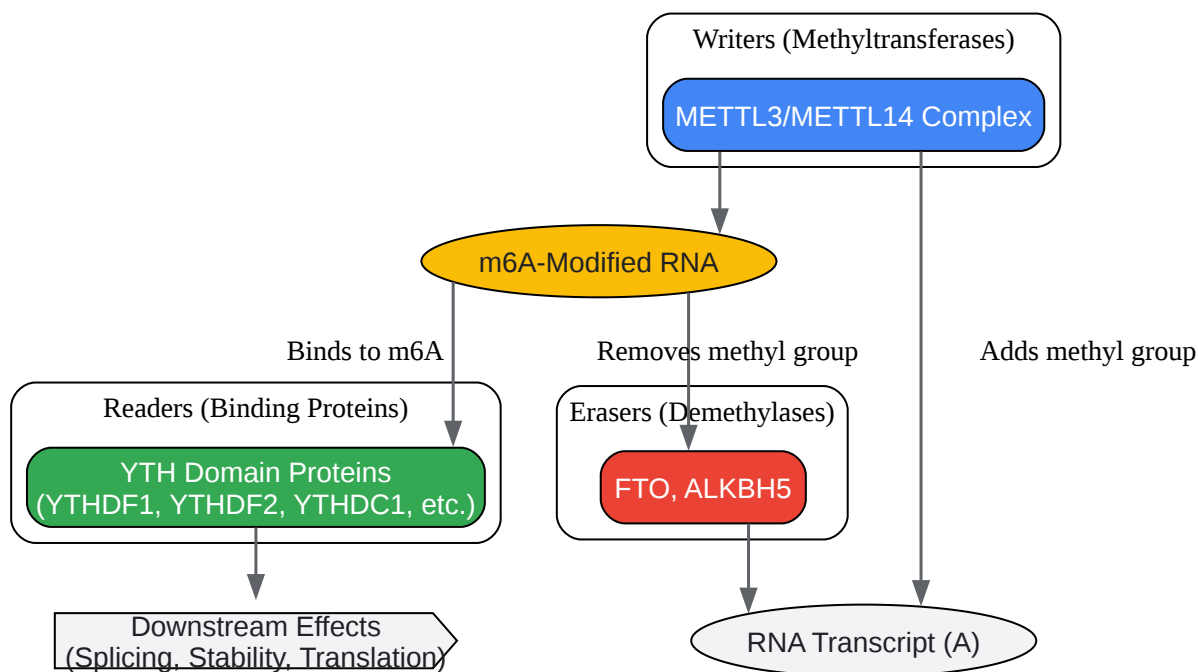 Writers (Methyltransferases)
METTL3/METTL14 Complex
m6A-Modified RNA
Binds to m6A
Removes methyl group
Adds methyl group
Readers (Binding Proteins)
Erasers (Demethylases)
YTH Domain Proteins
(YTHDF1, YTHDF2, YTHDC1, etc.)
FTO, ALKBH5
Downstream Effects
(Splicing, Stability, Translation)
RNA Transcript (A)